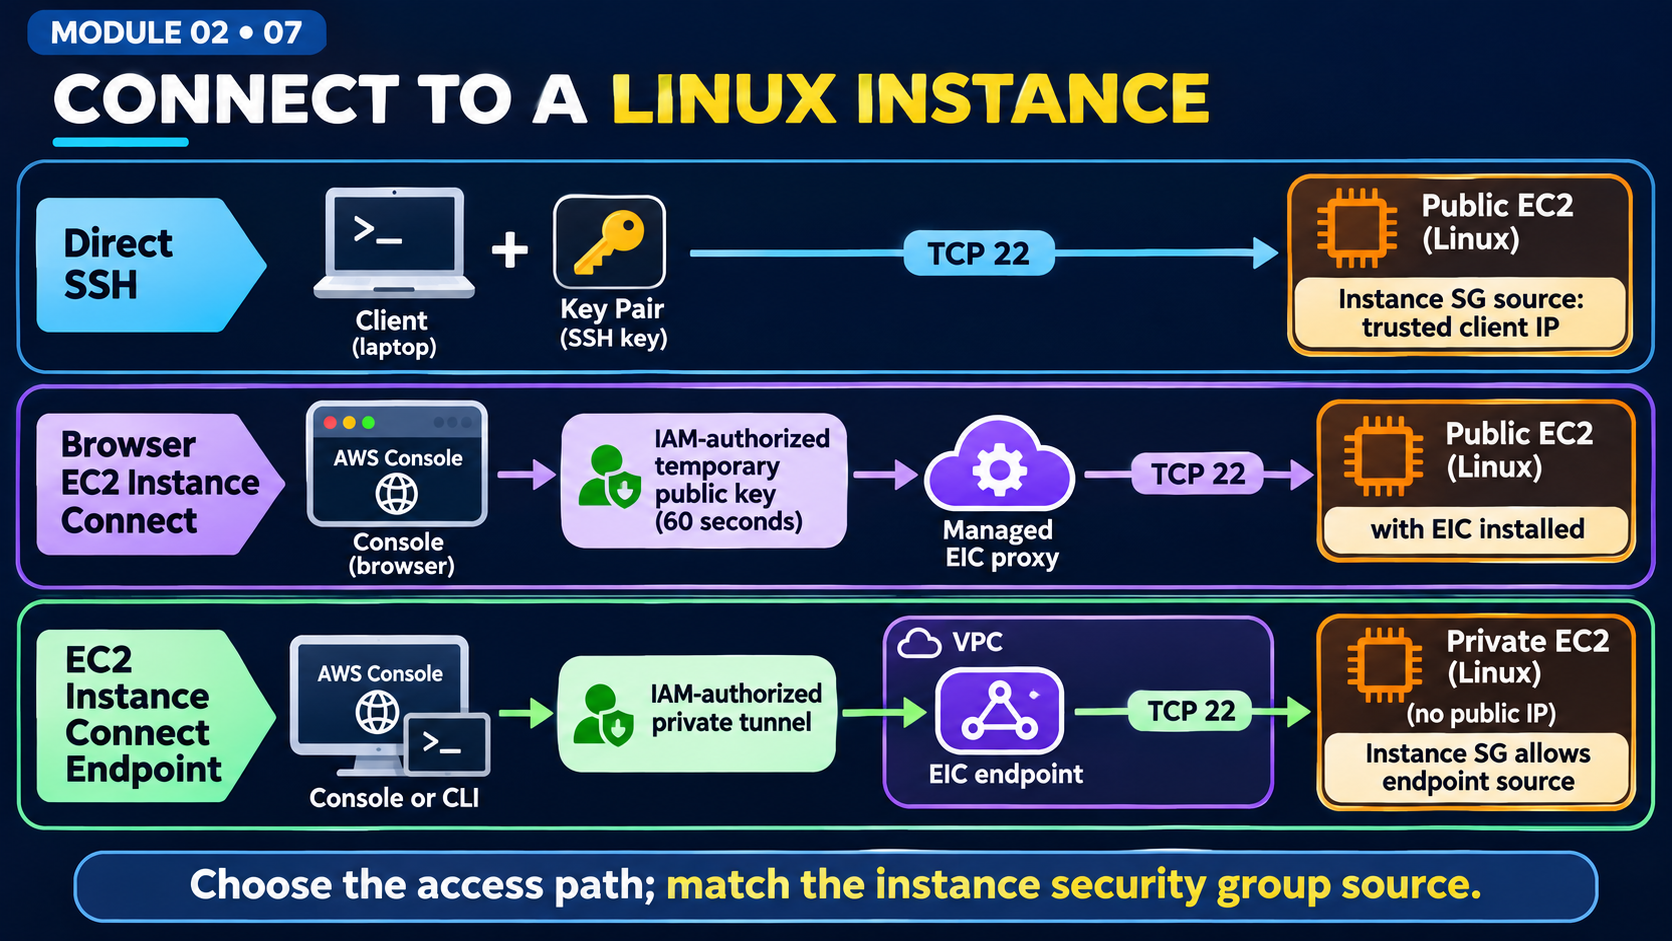 MODULE 02 • 07
CONNECT TO A LINUX INSTANCE
Direct
SSH
>_
Client
(laptop)
+
Key Pair
(SSH key)
TCP 22
Public EC2
(Linux)
Instance SG source:
trusted client IP
Browser
EC2 Instance
Connect
AWS Console
Console
(browser)
IAM-authorized
temporary
public key
(60 seconds)
Managed
EIC proxy
TCP 22
Public EC2
(Linux)
with EIC installed
EC2
Instance
Connect
Endpoint
AWS Console
>_
Console or CLI
IAM-authorized
private tunnel
VPC
EIC endpoint
TCP 22
Private EC2
(Linux)
(no public IP)
Instance SG allows
endpoint source
Choose the access path; match the instance security group source.